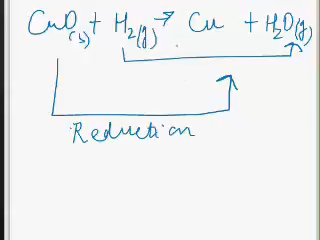 CuO(s) + H2(g) → Cu + H2O(g)
Reduction